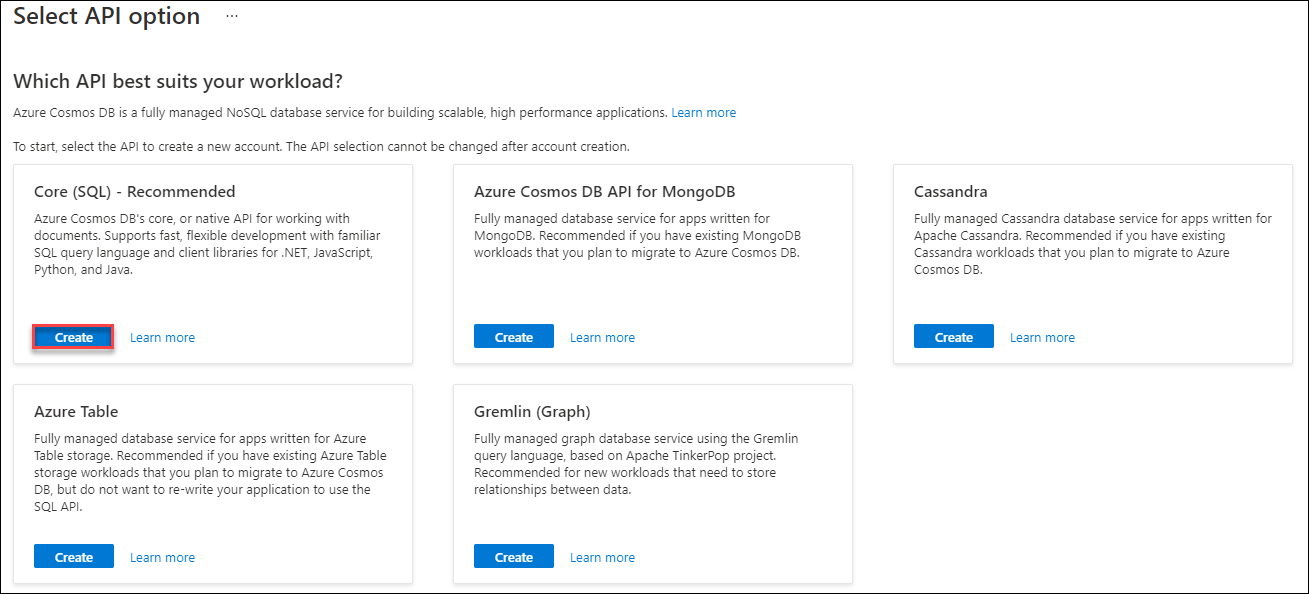 Select API option ...
Which API best suits your workload?
Azure Cosmos DB is a fully managed NoSQL database service for building scalable, high performance applications. Learn more
To start, select the API to create a new account. The API selection cannot be changed after account creation.
Core (SQL) - Recommended
Azure Cosmos DB's core, or native API for working with
documents. Supports fast, flexible development with familiar
SQL query language and client libraries for .NET, JavaScript,
Python, and Java.
Create Learn more
Azure Cosmos DB API for MongoDB
Fully managed database service for apps written for
MongoDB. Recommended if you have existing MongoDB
workloads that you plan to migrate to Azure Cosmos DB.
Create Learn more
Cassandra
Fully managed Cassandra database service for apps written for
Apache Cassandra. Recommended if you have existing
Cassandra workloads that you plan to migrate to Azure
Cosmos DB.
Create Learn more
Azure Table
Fully managed database service for apps written for Azure
Table storage. Recommended if you have existing Azure Table
storage workloads that you plan to migrate to Azure Cosmos
DB, but do not want to re-write your application to use the
SQL API.
Create Learn more
Gremlin (Graph)
Fully managed graph database service using the Gremlin
query language, based on Apache TinkerPop project.
Recommended for new workloads that need to store
relationships between data.
Create Learn more